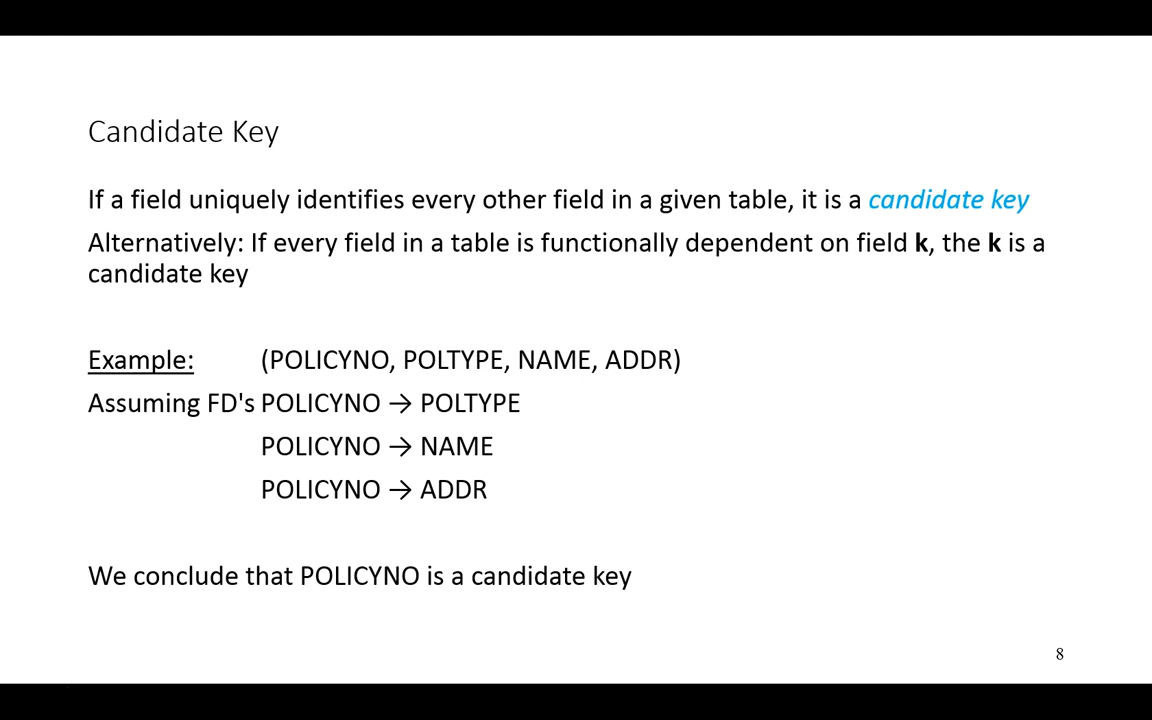 Candidate Key
If a field uniquely identifies every other field in a given table, it is a candidate key
Alternatively: If every field in a table is functionally dependent on field k, the k is a
candidate key
Example: (POLICYNO, POLTYPE, NAME, ADDR)
Assuming FD's POLICYNO → POLTYPE
POLICYNO → NAME
POLICYNO → ADDR
We conclude that POLICYNO is a candidate key
8